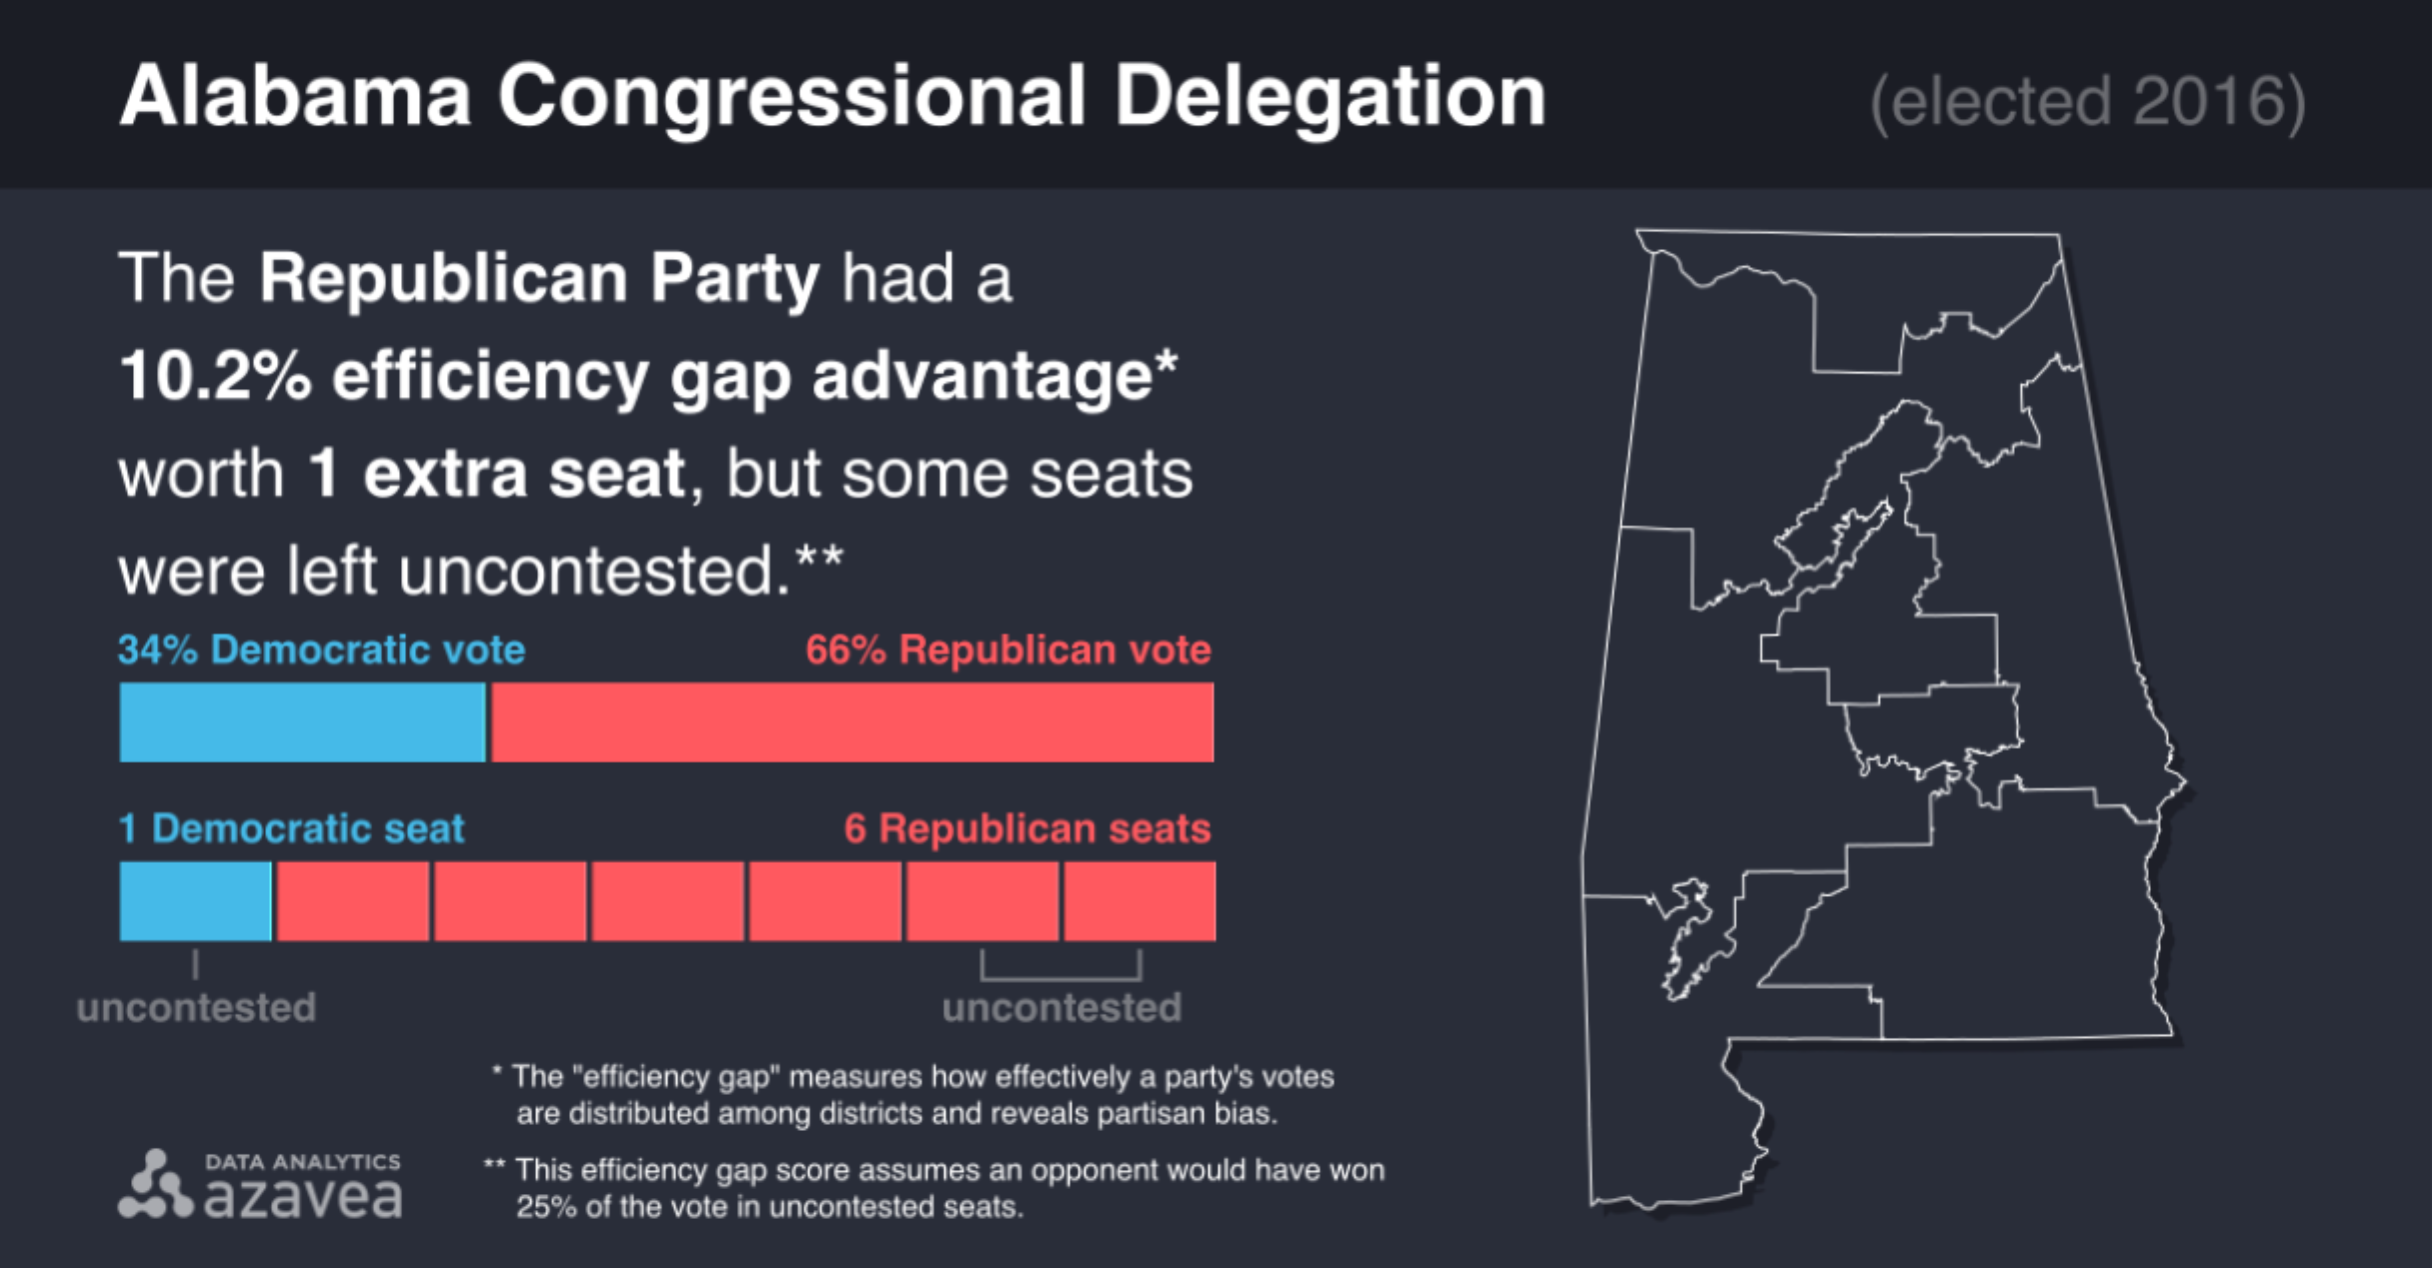 Alabama Congressional Delegation
(elected 2016)
The Republican Party had a
10.2% efficiency gap advantage*
worth 1 extra seat, but some seats
were left uncontested.**
34% Democratic vote
66% Republican vote
1 Democratic seat
6 Republican seats
uncontested
uncontested
* The "efficiency gap" measures how effectively a party's votes
are distributed among districts and reveals partisan bias.
** This efficiency gap score assumes an opponent would have won
25% of the vote in uncontested seats.
DATA ANALYTICS
azavea